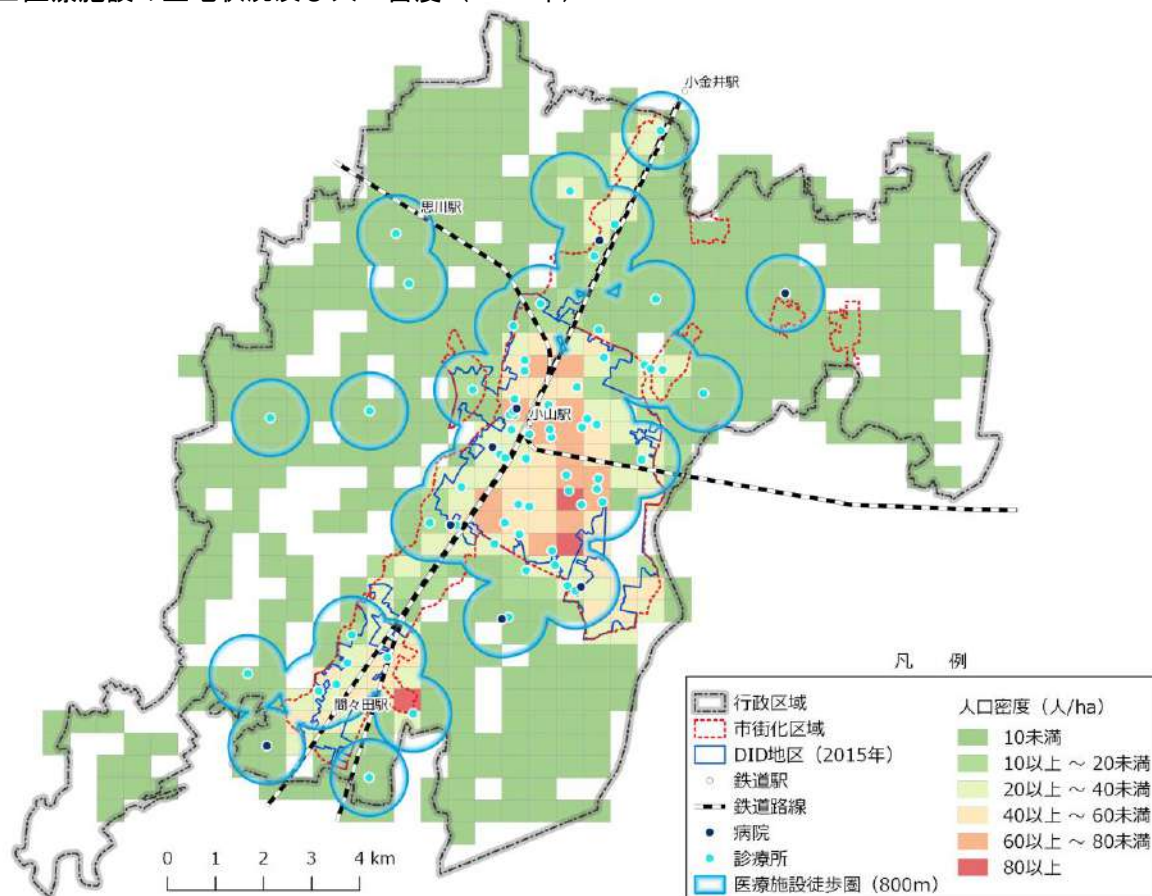 小金井駅
思川駅
小山駅
間々田駅
0 1 2 3 4 km
凡 例
行政区域
市街化区域
DID地区（2015年）
鉄道駅
鉄道路線
病院
診療所
医療施設徒歩圏（800m）
人口密度（人/ha）
10未満
10以上 ～ 20未満
20以上 ～ 40未満
40以上 ～ 60未満
60以上 ～ 80未満
80以上